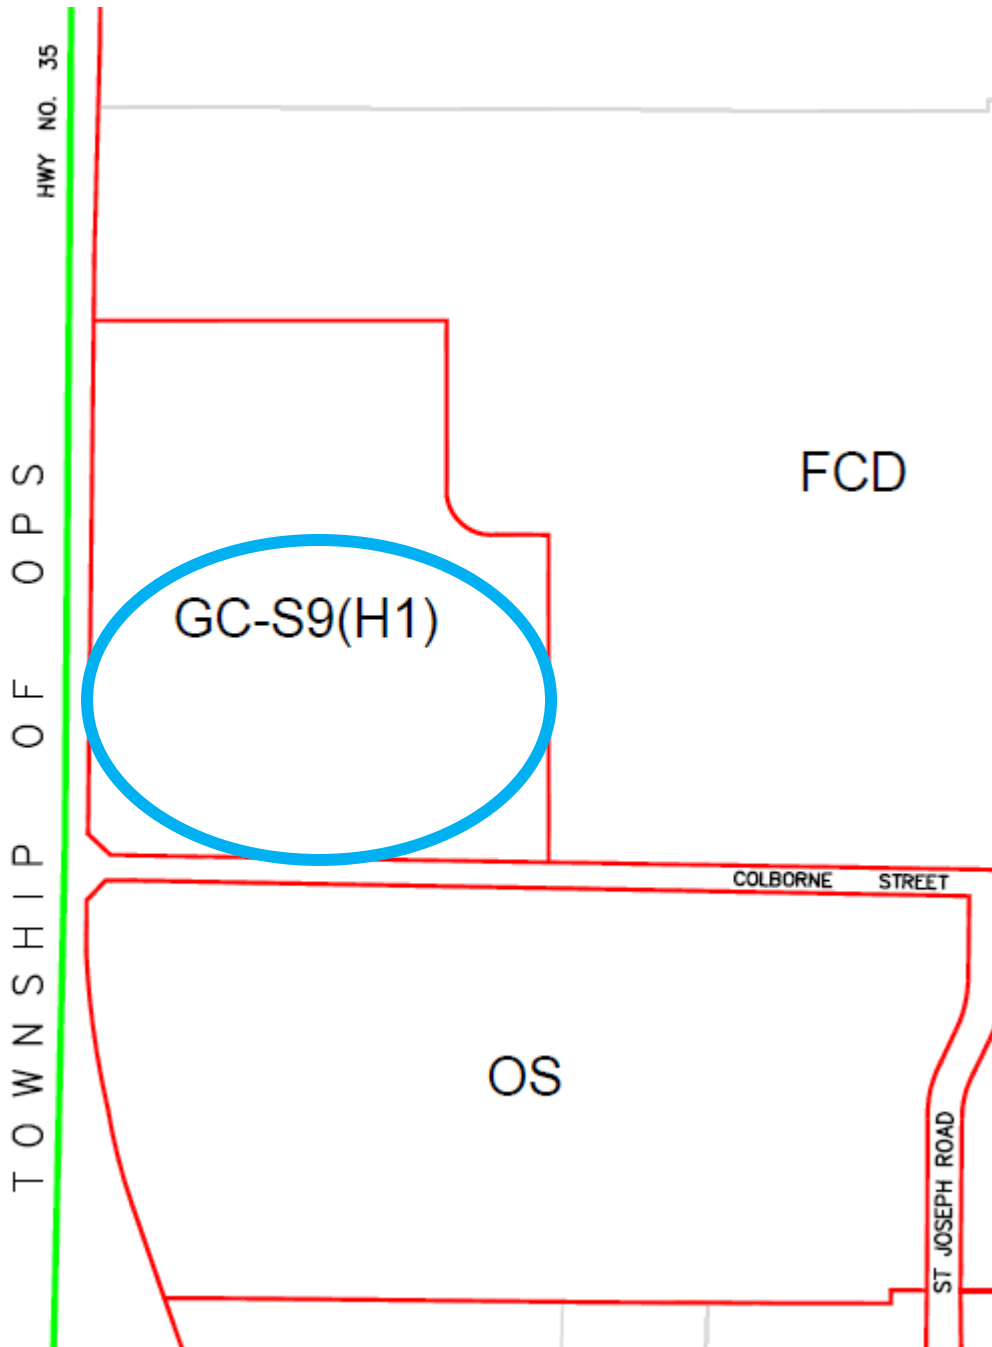 HWY NO. 35
FCD
TOWNSHIP OF OPS
GC-S9(H1)
COLBORNE STREET
OS
ST JOSEPH ROAD